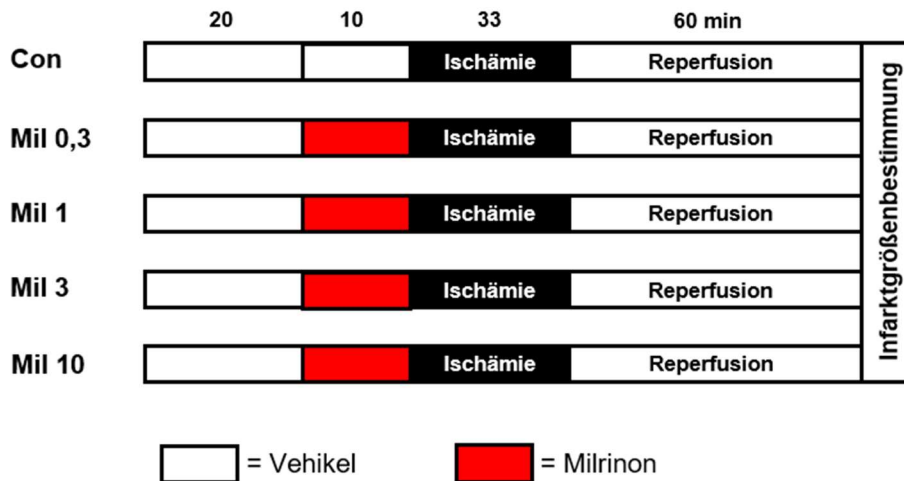 20 10 33 60 min
Con Ischämie Reperfusion
Mil 0,3 Ischämie Reperfusion
Mil 1 Ischämie Reperfusion
Mil 3 Ischämie Reperfusion
Mil 10 Ischämie Reperfusion
Infarktgrößenbestimmung
= Vehikel = Milrinon